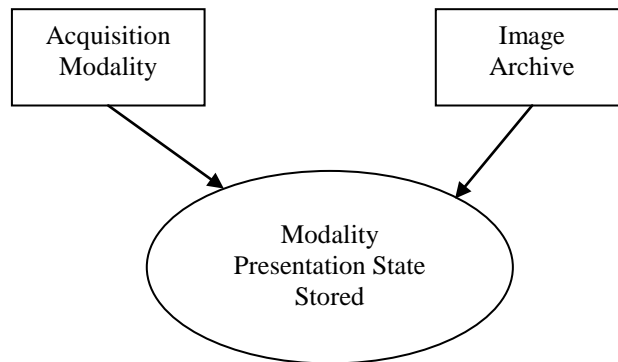 Acquisition
Modality
Image
Archive
Modality
Presentation State
Stored